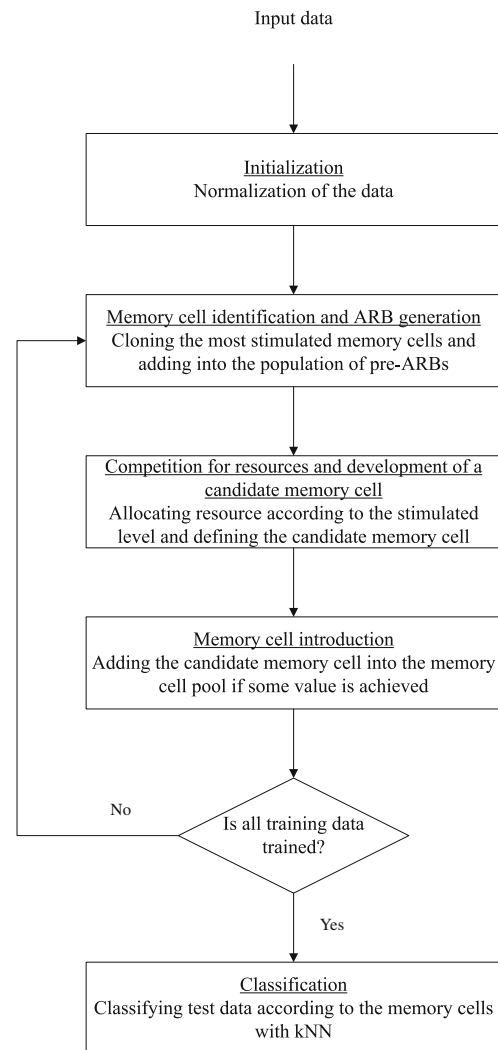 Input data
Initialization
Normalization of the data
Memory cell identification and ARB generation
Cloning the most stimulated memory cells and
adding into the population of pre-ARBs
Competition for resources and development of a
candidate memory cell
Allocating resource according to the stimulated
level and defining the candidate memory cell
Memory cell introduction
Adding the candidate memory cell into the memory
cell pool if some value is achieved
No
Is all training data
trained?
Yes
Classification
Classifying test data according to the memory cells
with kNN